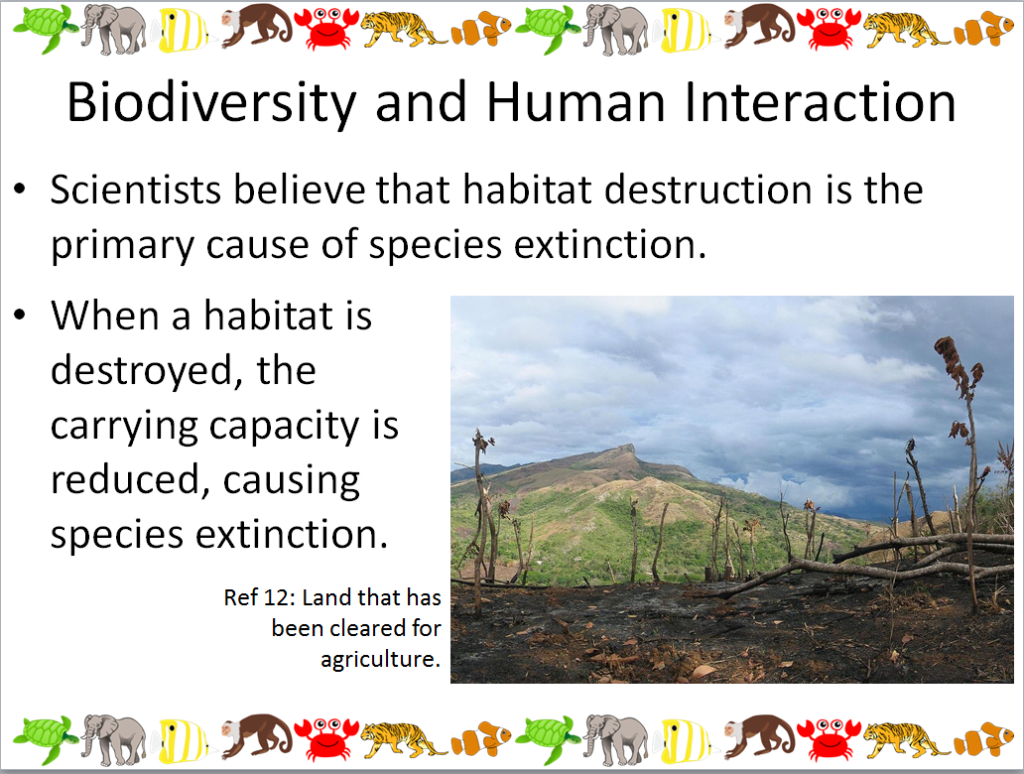 Biodiversity and Human Interaction
• Scientists believe that habitat destruction is the
primary cause of species extinction.
• When a habitat is
destroyed, the
carrying capacity is
reduced, causing
species extinction.
Ref 12: Land that has
been cleared for
agriculture.